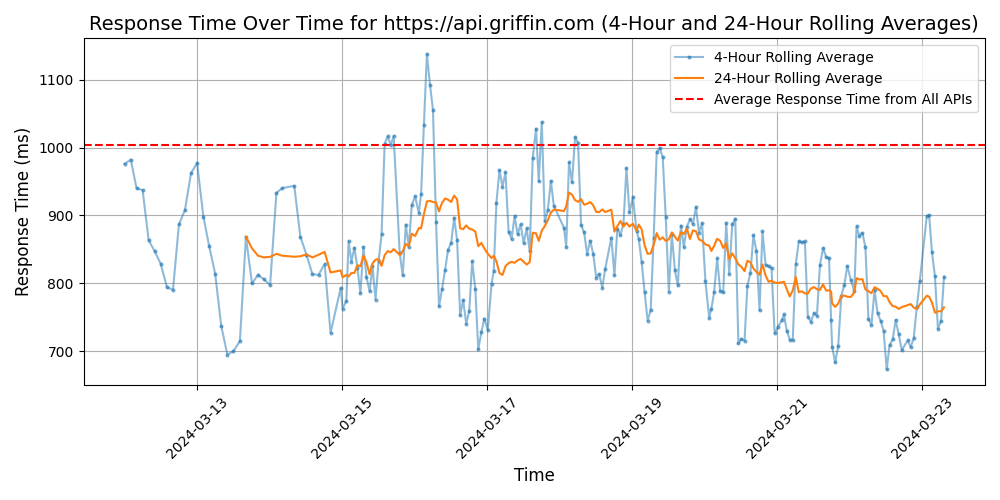 Response Time Over Time for https://api.griffin.com (4-Hour and 24-Hour Rolling Averages)
4-Hour Rolling Average
24-Hour Rolling Average
Average Response Time from All APIs
Response Time (ms)
1100
1000
900
800
700
2024-03-13
2024-03-15
2024-03-17
2024-03-19
2024-03-21
2024-03-23
Time